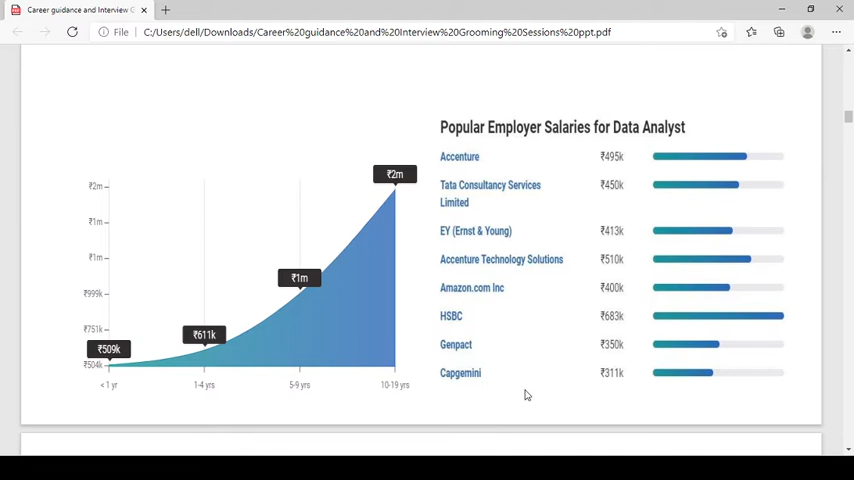 Career guidance and Interview G
File C:/Users/dell/Downloads/Career%20guidance%20and%20Interview%20Grooming%20Sessions%20ppt.pdf
Popular Employer Salaries for Data Analyst
Accenture ₹495k
Tata Consultancy Services
Limited
₹450k
EY (Ernst & Young) ₹413k
Accenture Technology Solutions ₹510k
Amazon.com Inc ₹400k
HSBC ₹683k
Genpact ₹350k
Capgemini ₹311k
₹2m
₹2m
₹1m
₹1m
₹1m
₹999k
₹751k
₹611k
₹509k
₹504k
< 1 yr 1-4 yrs 5-9 yrs 10-19 yrs